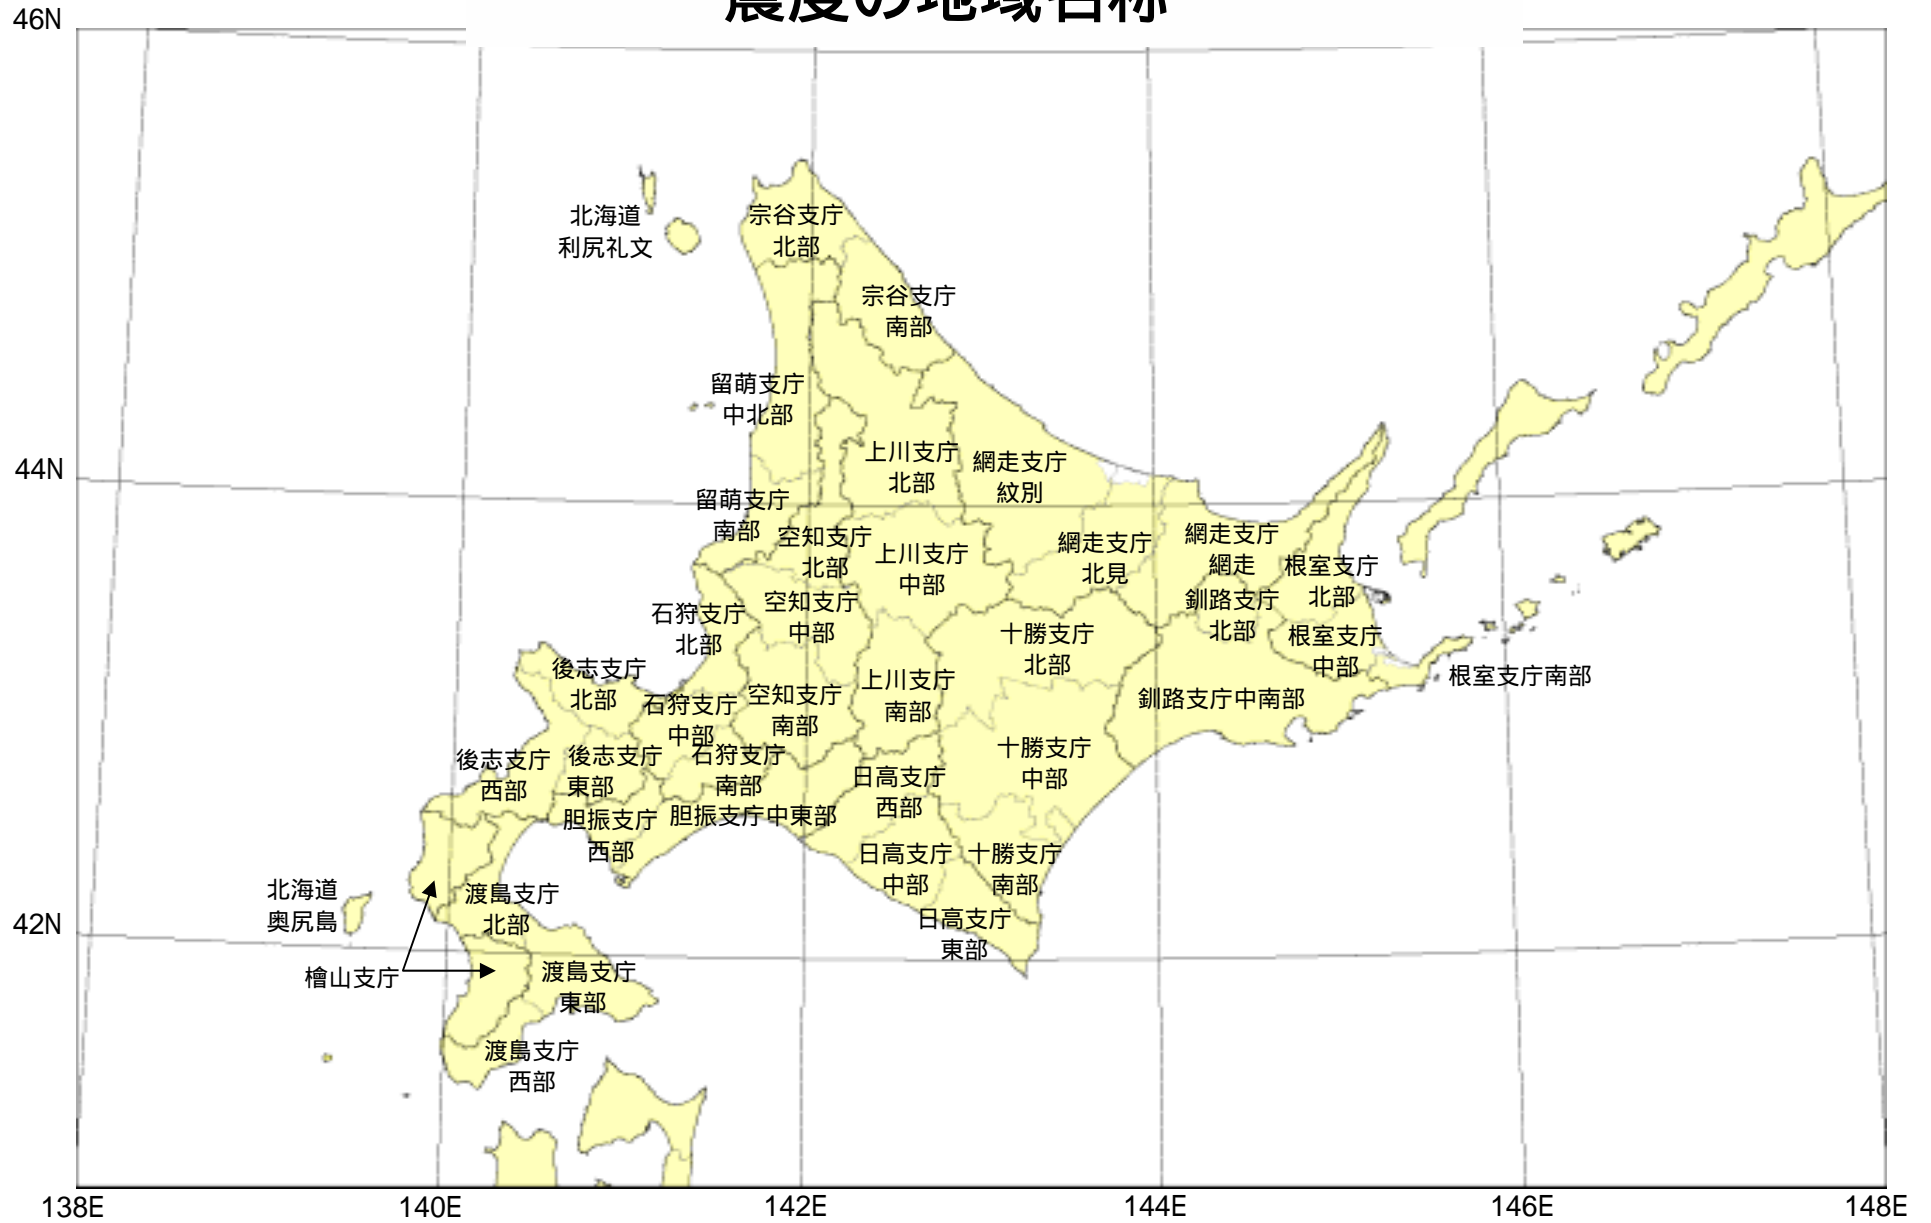 震度の地域名称
46N
北海道
利尻礼文
宗谷支庁
北部
宗谷支庁
南部
留萌支庁
中北部
上川支庁
北部
網走支庁
紋別
44N
留萌支庁
南部
空知支庁
北部
上川支庁
中部
網走支庁
北見
網走支庁
網走
根室支庁
北部
石狩支庁
北部
空知支庁
中部
十勝支庁
北部
釧路支庁
北部
根室支庁
中部
根室支庁南部
後志支庁
北部
石狩支庁
中部
空知支庁
南部
上川支庁
南部
釧路支庁中南部
後志支庁
西部
後志支庁
東部
石狩支庁
南部
日高支庁
西部
十勝支庁
中部
胆振支庁
西部
胆振支庁中東部
日高支庁
中部
十勝支庁
南部
北海道
奥尻島
渡島支庁
北部
日高支庁
東部
42N
檜山支庁
渡島支庁
東部
渡島支庁
西部
138E
140E
142E
144E
146E
148E